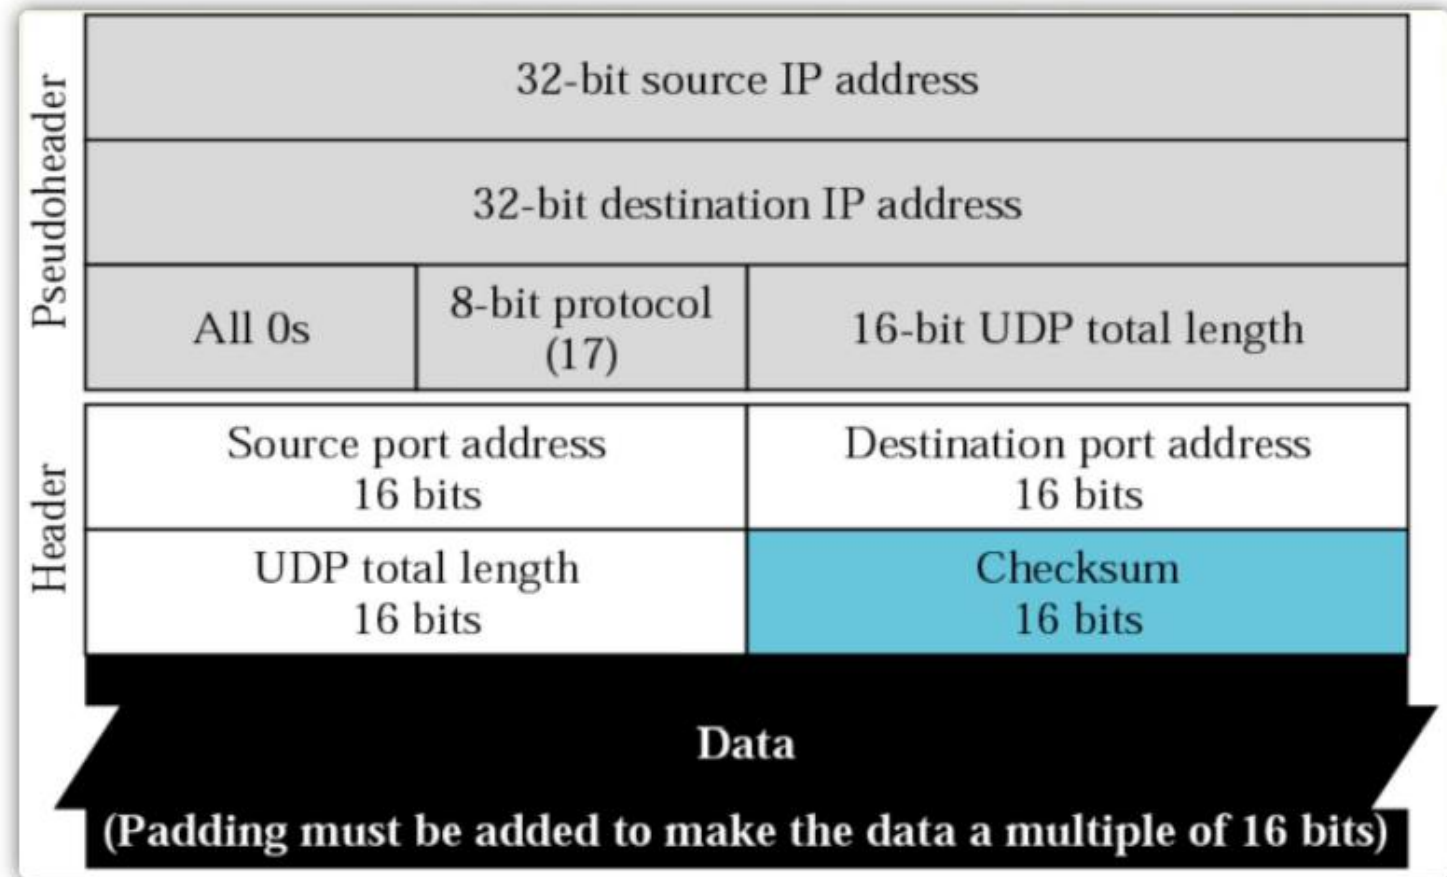 Pseudoheader
32-bit source IP address
32-bit destination IP address
All 0s
8-bit protocol
(17)
16-bit UDP total length
Header
Source port address
16 bits
Destination port address
16 bits
UDP total length
16 bits
Checksum
16 bits
Data
(Padding must be added to make the data a multiple of 16 bits)